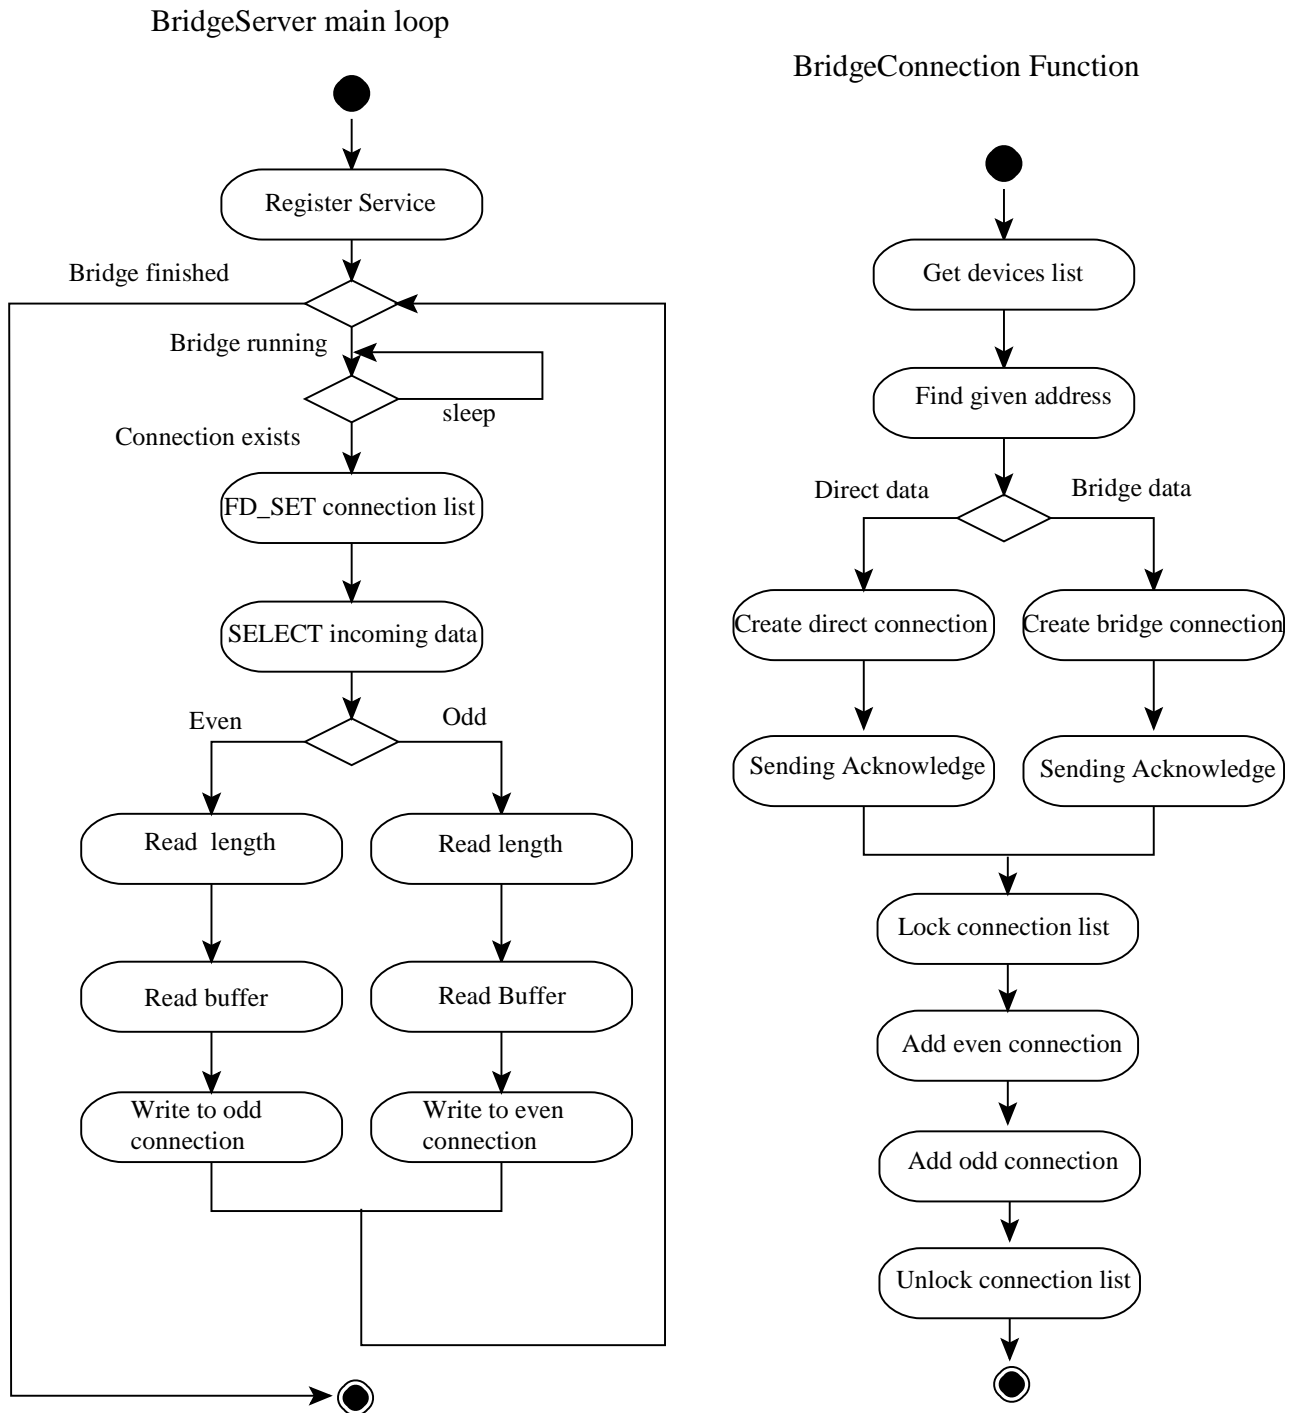 BridgeServer main loop
Register Service
Bridge finished
Bridge running
sleep
Connection exists
FD_SET connection list
SELECT incoming data
Even
Odd
Read  length
Read length
Read buffer
Read Buffer
Write to odd
connection
Write to even
connection
BridgeConnection Function
Get devices list
Find given address
Direct data
Bridge data
Create direct connection
Create bridge connection
Sending Acknowledge
Sending Acknowledge
Lock connection list
Add even connection
Add odd connection
Unlock connection list